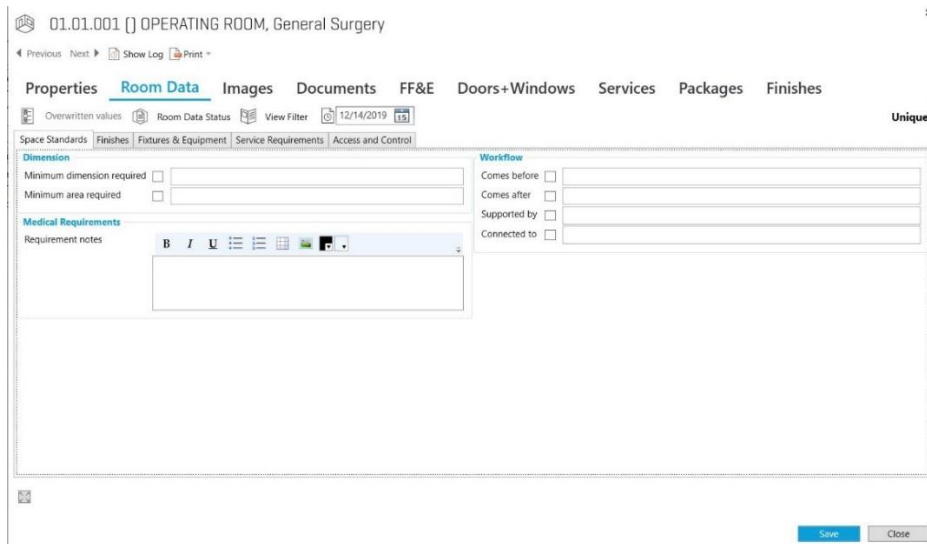 01.01.001 [] OPERATING ROOM, General Surgery
Previous Next Show Log Print
Properties Room Data Images Documents FF&E Doors+Windows Services Packages Finishes
Overwritten values Room Data Status View Filter 12/14/2019 15 Unique
Space Standards Finishes Fixtures & Equipment Service Requirements Access and Control
Dimension
Minimum dimension required
Minimum area required
Medical Requirements
Requirement notes
B I U
Workflow
Comes before
Comes after
Supported by
Connected to
Save Close